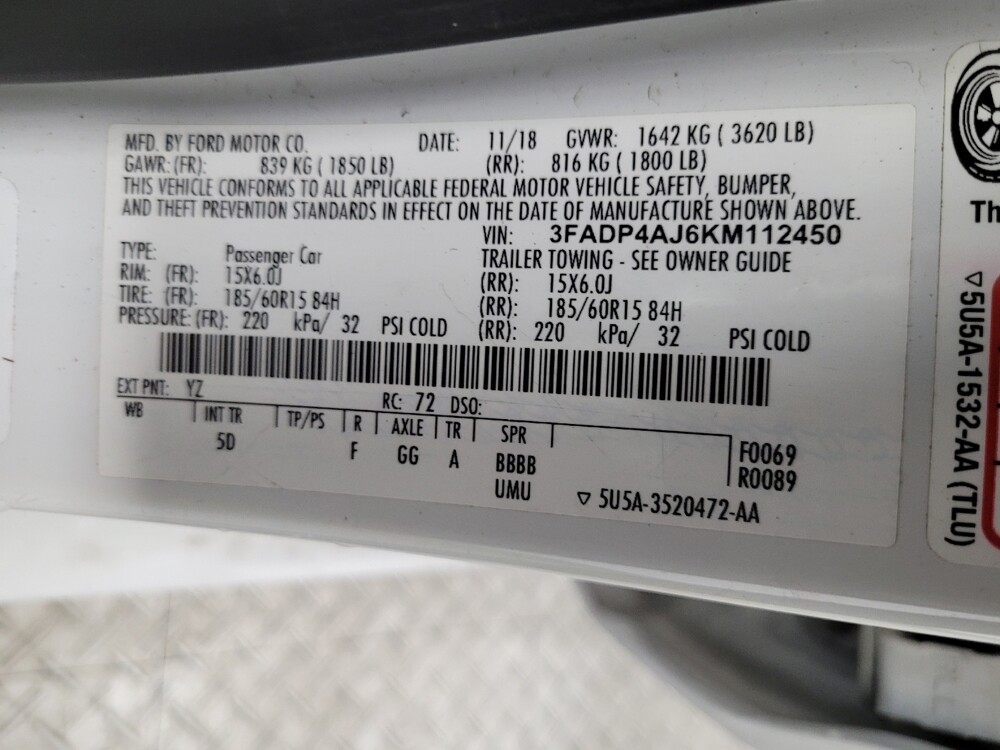 MFD. BY FORD MOTOR CO. DATE: 11/18 GVWR: 1642 KG ( 3620 LB)
GAWR: (FR): 839 KG ( 1850 LB) (RR): 816 KG ( 1800 LB)
THIS VEHICLE CONFORMS TO ALL APPLICABLE FEDERAL MOTOR VEHICLE SAFETY, BUMPER,
AND THEFT PREVENTION STANDARDS IN EFFECT ON THE DATE OF MANUFACTURE SHOWN ABOVE.
VIN: 3FADP4AJ6KM112450
TYPE: Passenger Car TRAILER TOWING - SEE OWNER GUIDE
RIM: (FR): 15X6.0J (RR): 15X6.0J
TIRE: (FR): 185/60R15 84H (RR): 185/60R15 84H
PRESSURE: (FR): 220 kPa/ 32 PSI COLD (RR): 220 kPa/ 32 PSI COLD
EXT PNT: YZ RC: 72 DSO:
WB INT TR TP/PS R AXLE TR SPR
5D F GG A BBBB F0069
UMU R0089
▽ 5U5A-3520472-AA
Th
▽ 5U5A-1532-AA (TLU)